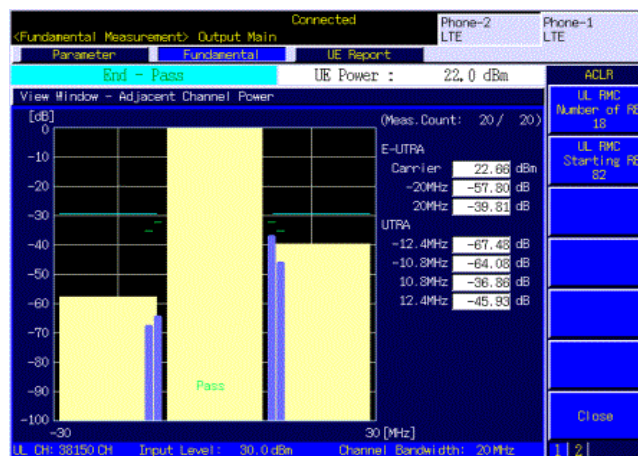 Connected
Phone-2
LTE
Phone-1
LTE
<Fundamental Measurement> Output Main
Parameter
Fundamental
UE Report
End - Pass
UE Power :
22.0 dBm
ACLR
View Window - Adjacent Channel Power
UL RMC
Number of RB
18
UL RMC
Starting RB
82
Close
1 2
[dB]
0
-10
-20
-30
-40
-50
-60
-70
-80
-90
-100
-30
30 [MHz]
Pass
(Meas.Count: 20/ 20)
E-UTRA
Carrier 22.66 dBm
-20MHz -57.80 dB
20MHz -39.81 dB
UTRA
-12.4MHz -67.48 dB
-10.8MHz -64.08 dB
10.8MHz -36.86 dB
12.4MHz -45.93 dB
UL CH: 38150 CH Input Level: 30.0 dBm Channel Bandwidth: 20 MHz